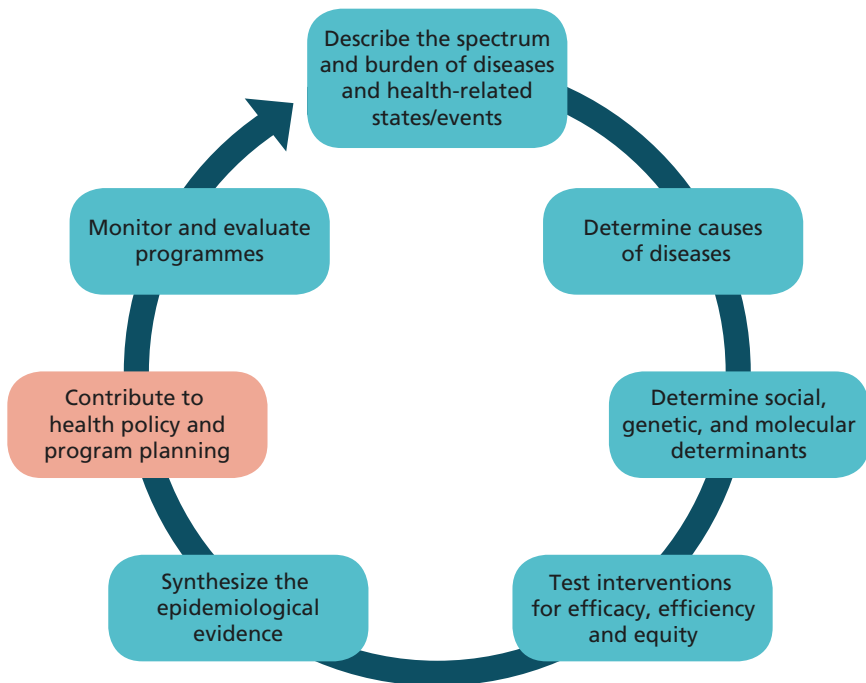 Describe the spectrum
and burden of diseases
and health-related
states/events
Determine causes
of diseases
Determine social,
genetic, and molecular
determinants
Test interventions
for efficacy, efficiency
and equity
Synthesize the
epidemiological
evidence
Contribute to
health policy and
program planning
Monitor and evaluate
programmes